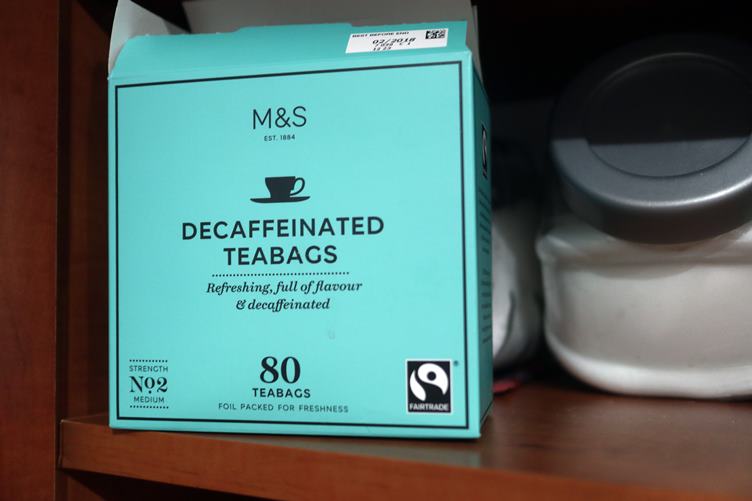 BEST BEFORE END
02/2018
M&S
EST. 1884
DECAFFEINATED
TEABAGS
Refreshing, full of flavour
& decaffeinated
STRENGTH
Nº2
MEDIUM
80
TEABAGS
FOIL PACKED FOR FRESHNESS
FAIRTRADE